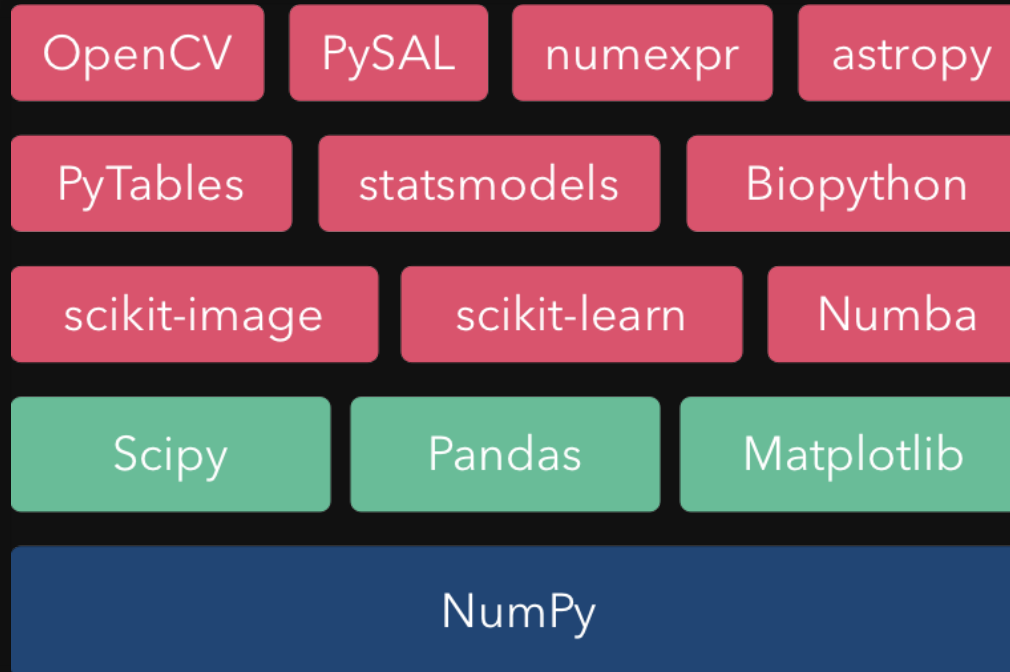 OpenCV PySAL numexpr astropy
PyTables statsmodels Biopython
scikit-image scikit-learn Numba
Scipy Pandas Matplotlib
NumPy